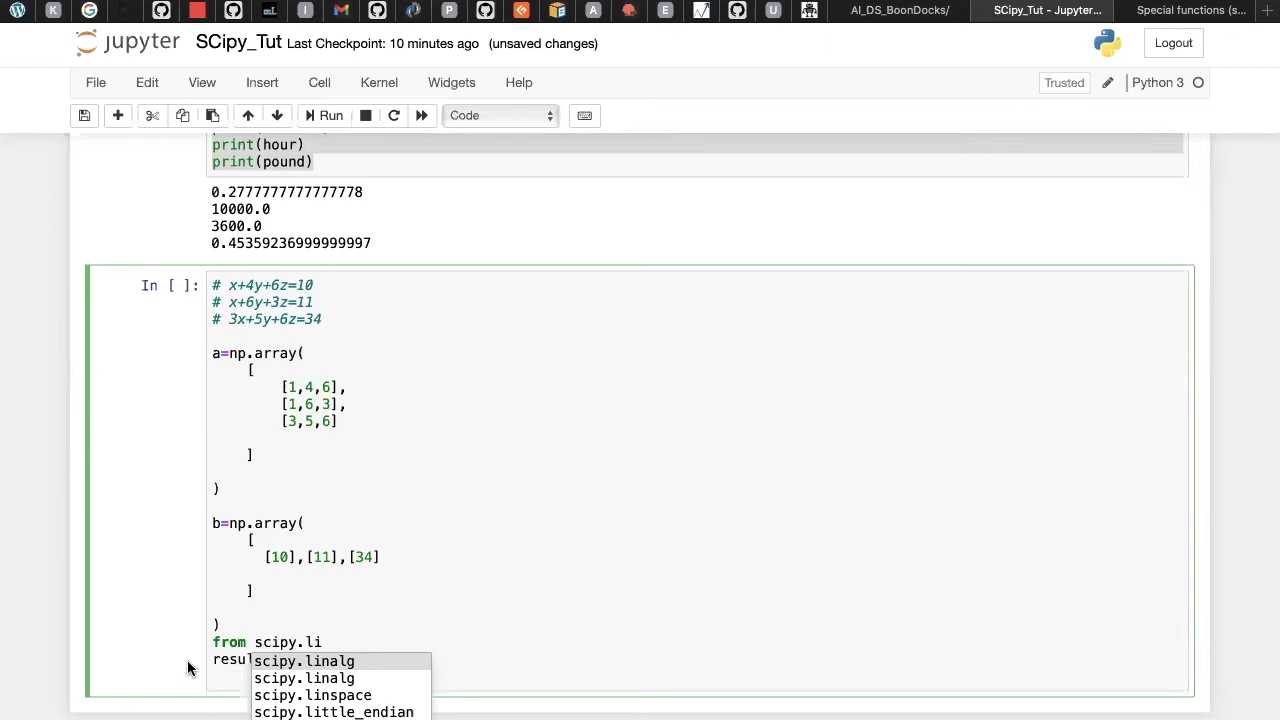 AI_DS_BoonDocks/
SCipy_Tut - Jupyter...
Special functions (s...
jupyter SCipy_Tut Last Checkpoint: 10 minutes ago (unsaved changes)
Logout
File Edit View Insert Cell Kernel Widgets Help
Trusted
Python 3
Run
Code
print(hour)
print(pound)
0.2777777777777778
10000.0
3600.0
0.45359236999999997
In [ ]:
# x+4y+6z=10
# x+6y+3z=11
# 3x+5y+6z=34
a=np.array(
[
[1,4,6],
[1,6,3],
[3,5,6]
]
)
b=np.array(
[
[10],[11],[34]
]
)
from scipy.li
resul
scipy.linalg
scipy.linalg
scipy.linspace
scipy.little_endian